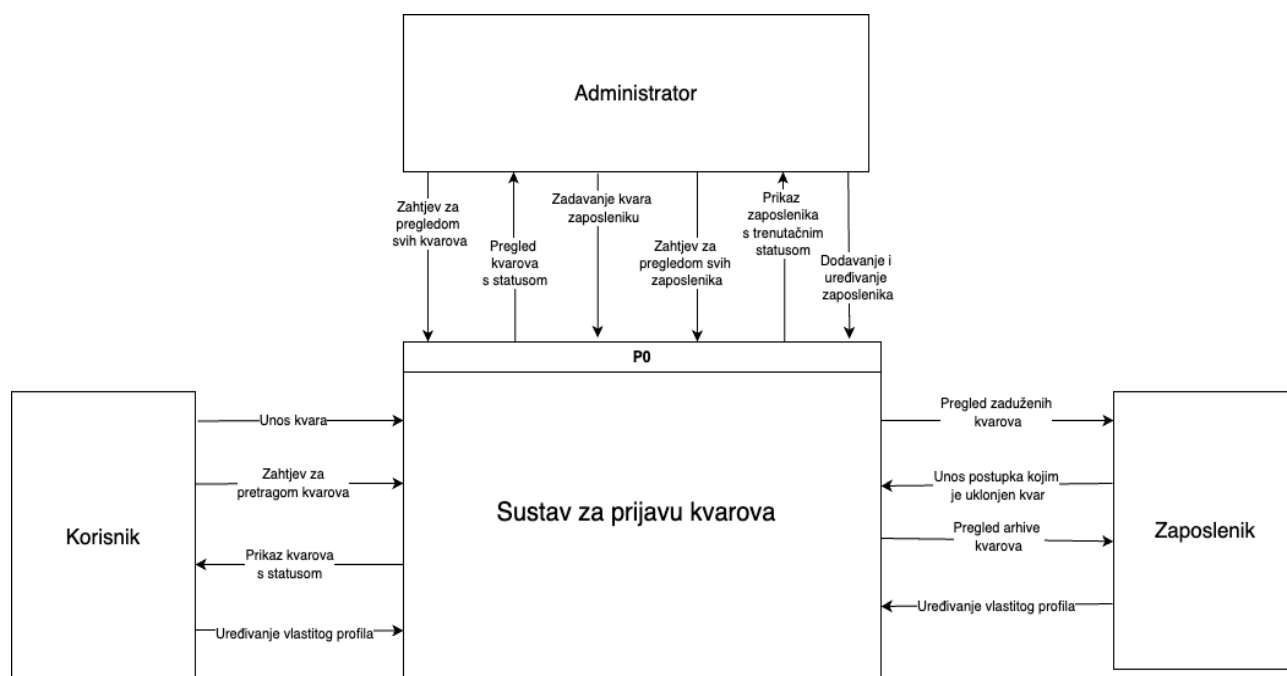 Administrator
Zahtjev za
pregledom
svih kvarova
Pregled
kvarova
s statusom
Zadavanje kvara
zaposleniku
Zahtjev za
pregledom svih
zaposlenika
Prikaz
zaposlenika
s trenutačnim
statusom
Dodavanje i
uređivanje
zaposlenika
P0
Sustav za prijavu kvarova
Korisnik
Unos kvara
Zahtjev za
pretragom kvarova
Prikaz kvarova
s statusom
Uređivanje vlastitog profila
Pregled zaduženih
kvarova
Unos postupka kojim
je uklonjen kvar
Pregled arhive
kvarova
Uređivanje vlastitog profila
Zaposlenik